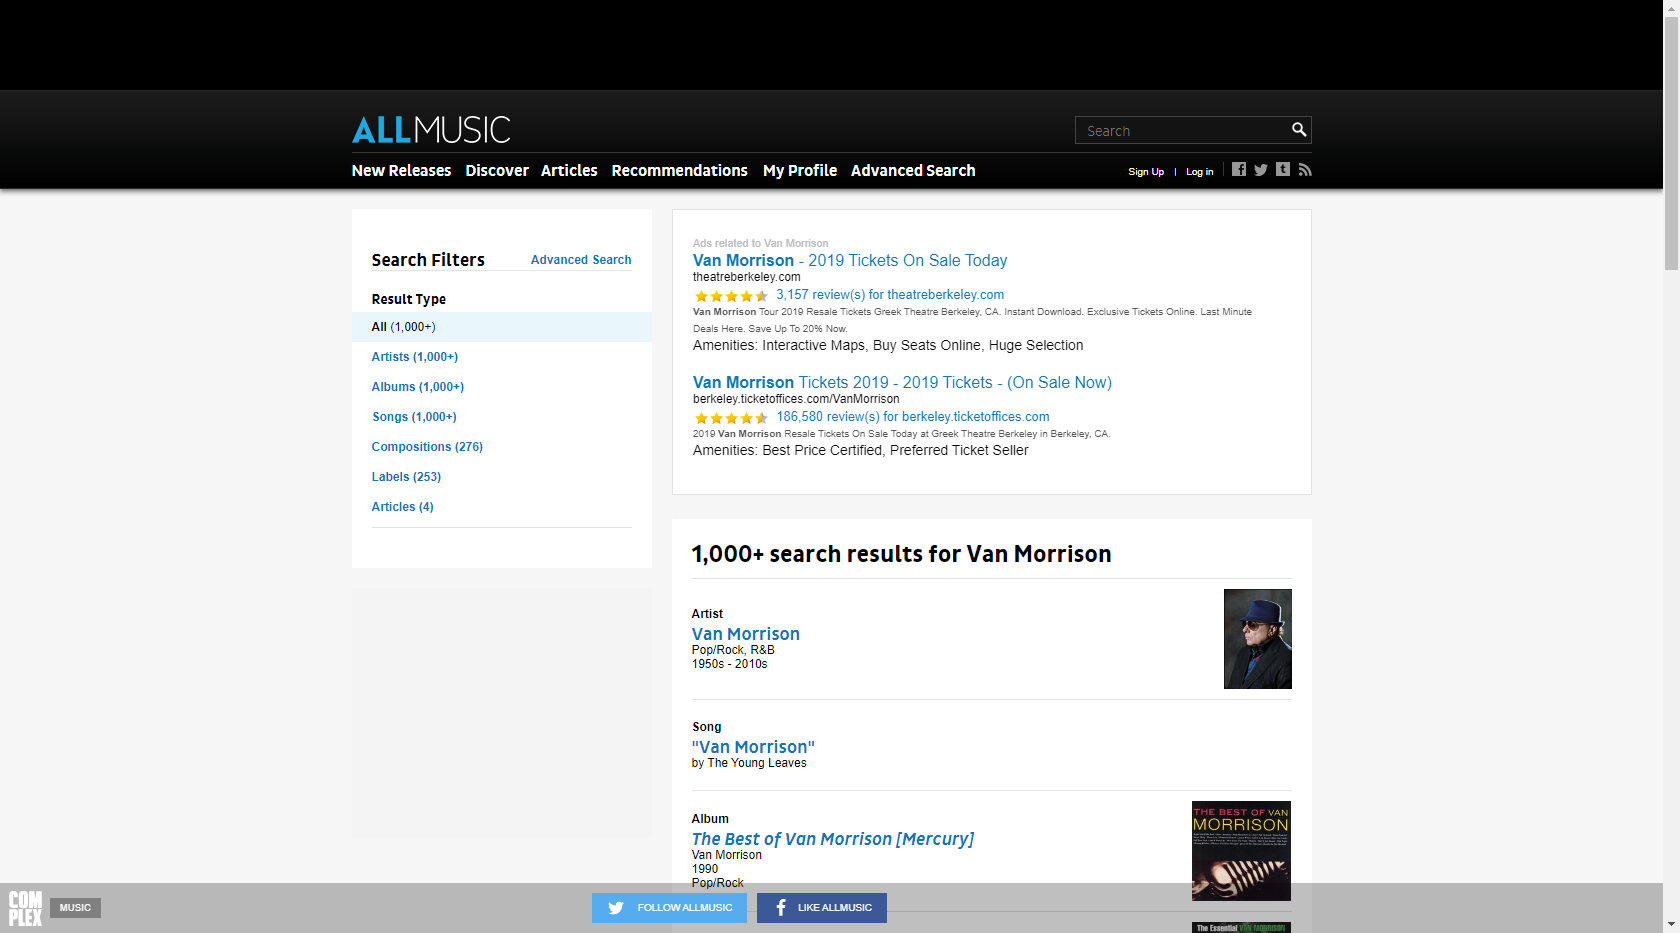 ALLMUSIC
Search
New Releases Discover Articles Recommendations My Profile Advanced Search
Sign Up | Log in
Search Filters Advanced Search
Result Type
All (1,000+)
Artists (1,000+)
Albums (1,000+)
Songs (1,000+)
Compositions (276)
Labels (253)
Articles (4)
Ads related to Van Morrison
Van Morrison - 2019 Tickets On Sale Today
theatreberkeley.com
3,157 review(s) for theatreberkeley.com
Van Morrison Tour 2019 Resale Tickets Greek Theatre Berkeley, CA. Instant Download. Exclusive Tickets Online. Last Minute
Deals Here. Save Up To 20% Now.
Amenities: Interactive Maps, Buy Seats Online, Huge Selection
Van Morrison Tickets 2019 - 2019 Tickets - (On Sale Now)
berkeley.ticketoffices.com/VanMorrison
186,580 review(s) for berkeley.ticketoffices.com
2019 Van Morrison Resale Tickets On Sale Today at Greek Theatre Berkeley in Berkeley, CA.
Amenities: Best Price Certified, Preferred Ticket Seller
1,000+ search results for Van Morrison
Artist
Van Morrison
Pop/Rock, R&B
1950s - 2010s
Song
"Van Morrison"
by The Young Leaves
Album
The Best of Van Morrison [Mercury]
Van Morrison
1990
Pop/Rock
THE BEST OF VAN
MORRISON
The Essential VAN MORRISON
COM
PLEX
MUSIC
FOLLOW ALLMUSIC
LIKE ALLMUSIC